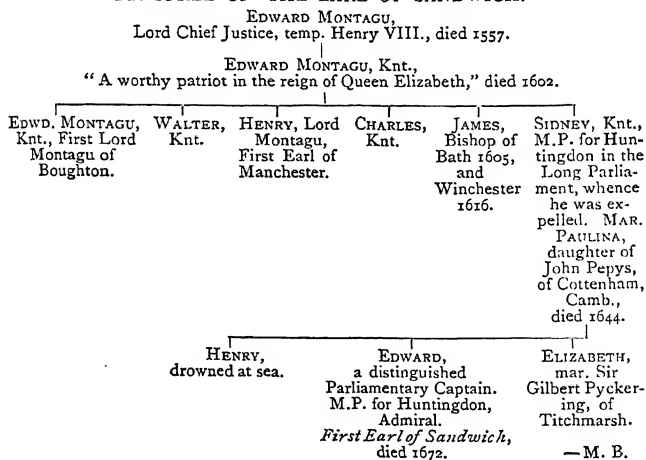 EDWARD MONTAGU,
Lord Chief Justice, temp. Henry VIII., died 1557.
EDWARD MONTAGU, Knt.,
“A worthy patriot in the reign of Queen Elizabeth,” died 1602.
EDWD. MONTAGU,
Knt., First Lord
Montagu of
Boughton.
WALTER,
Knt.
HENRY, Lord
Montagu,
First Earl of
Manchester.
CHARLES,
Knt.
JAMES,
Bishop of
Bath 1605,
and
Winchester
1616.
SIDNEY, Knt.,
M.P. for Hun-
tingdon in the
Long Parlia-
ment, whence
he was ex-
pelled. MAR.
PAULINA,
daughter of
John Pepys,
of Cottenham,
Camb.,
died 1644.
HENRY,
drowned at sea.
EDWARD,
a distinguished
Parliamentary Captain.
M.P. for Huntingdon,
Admiral.
First Earl of Sandwich,
died 1672.
ELIZABETH,
mar. Sir
Gilbert Pycker-
ing, of
Titchmarsh.
—M. B.